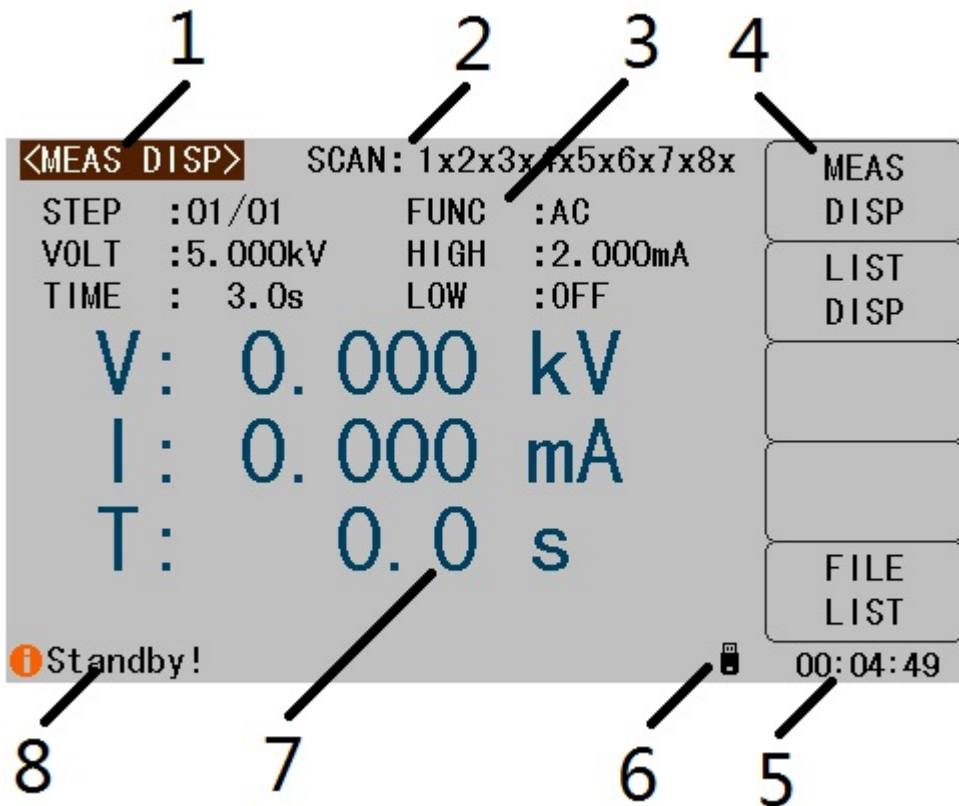 1 2 3 4
<MEAS DISP> SCAN: 1x2x3x4x5x6x7x8x
STEP :01/01 FUNC :AC
VOLT :5.000kV HIGH :2.000mA
TIME : 3.0s LOW :OFF
V: 0.000 kV
I: 0.000 mA
T: 0.0 s
MEAS
DISP
LIST
DISP
FILE
LIST
Standby! 00:04:49
8 7 6 5